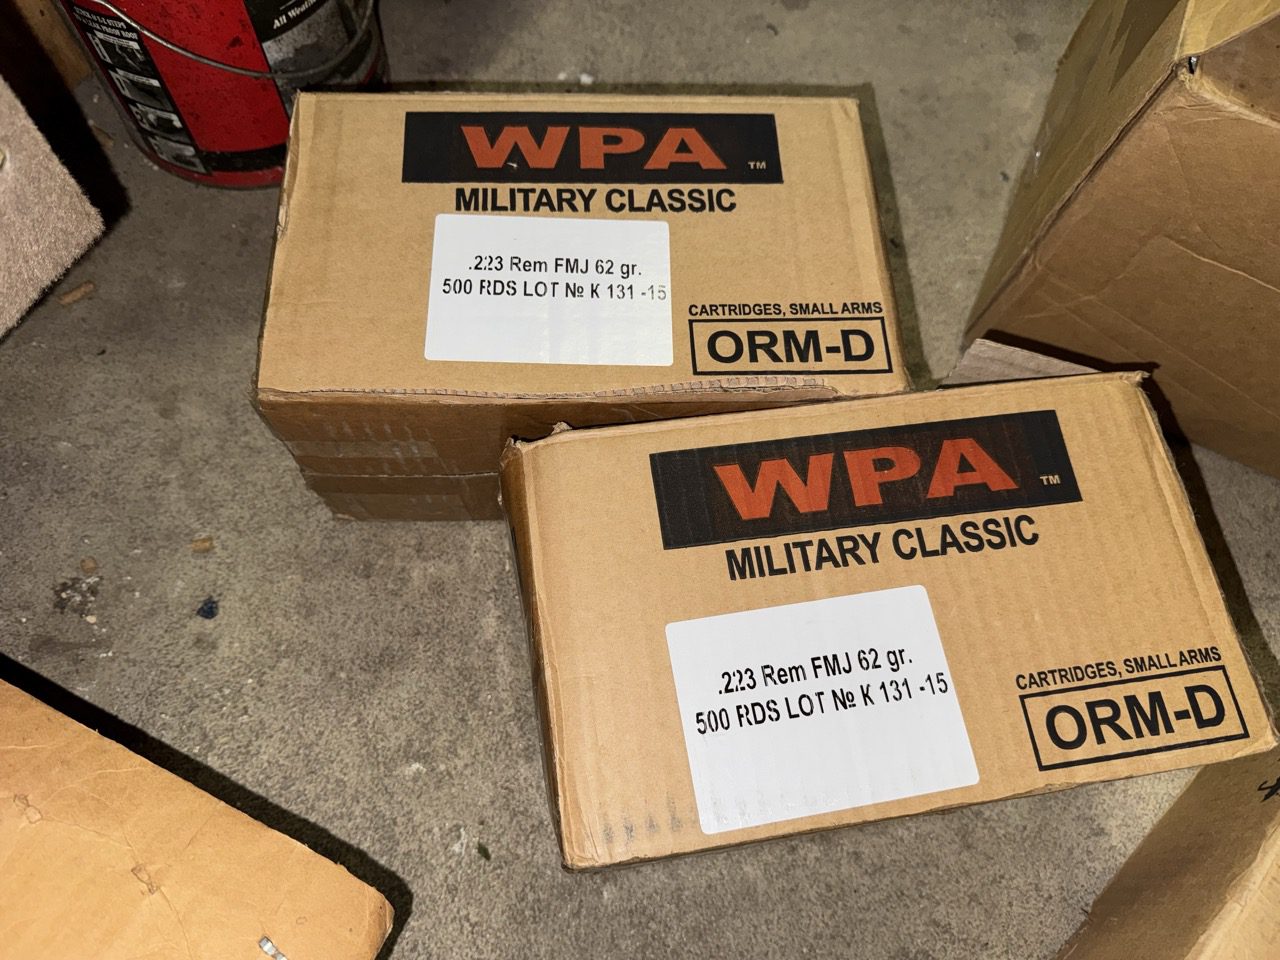 All Weath
WPA TM
MILITARY CLASSIC
.223 Rem FMJ 62 gr.
500 RDS LOT № K 131 -15
CARTRIDGES, SMALL ARMS
ORM-D
WPA TM
MILITARY CLASSIC
.223 Rem FMJ 62 gr.
500 RDS LOT № K 131 -15
CARTRIDGES, SMALL ARMS
ORM-D